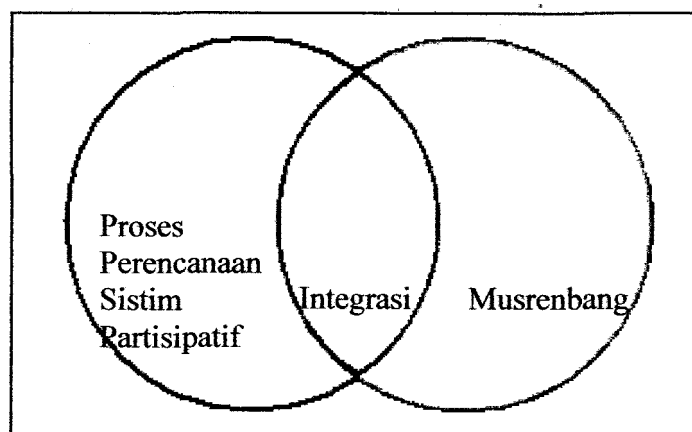 Proses
Perencanaan
Sistim
Partisipatif
Integrasi
Musrenbang